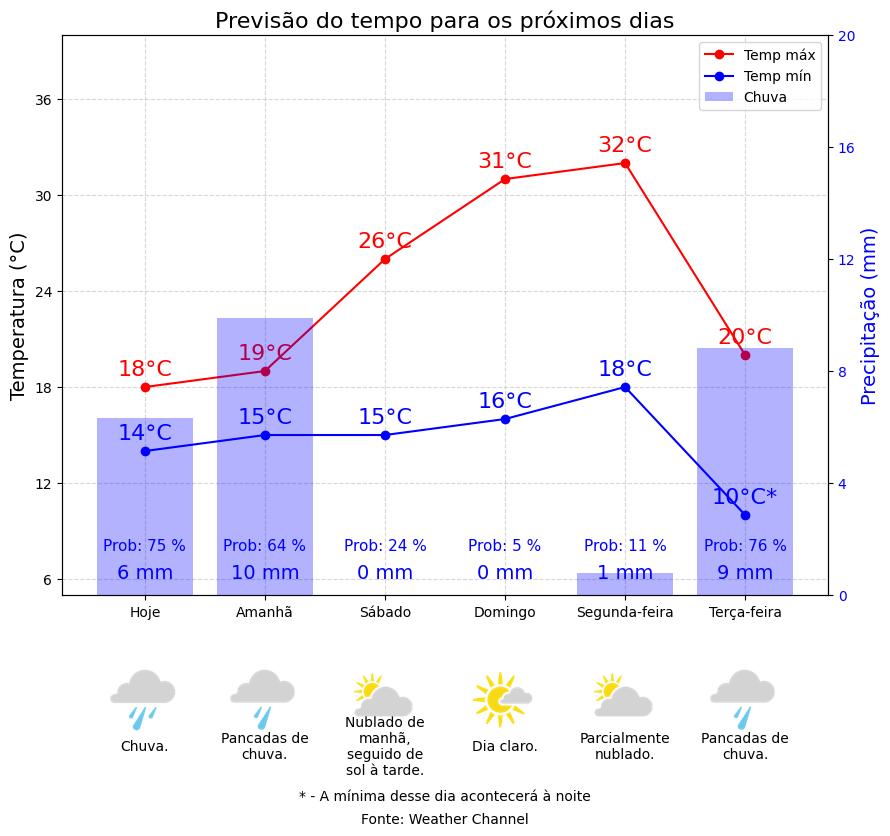 Previsão do tempo para os próximos dias
Temp máx
Temp mín
Chuva
Temperatura (°C)
Precipitação (mm)
36
30
24
18
12
6
20
16
12
8
4
0
18°C
19°C
26°C
31°C
32°C
20°C
14°C
15°C
15°C
16°C
18°C
10°C*
Prob: 75 %
Prob: 64 %
Prob: 24 %
Prob: 5 %
Prob: 11 %
Prob: 76 %
6 mm
10 mm
0 mm
0 mm
1 mm
9 mm
Hoje
Amanhã
Sábado
Domingo
Segunda-feira
Terça-feira
Chuva.
Pancadas de
chuva.
Nublado de
manhã,
seguido de
sol à tarde.
Dia claro.
Parcialmente
nublado.
Pancadas de
chuva.
* - A mínima desse dia acontecerá à noite
Fonte: Weather Channel